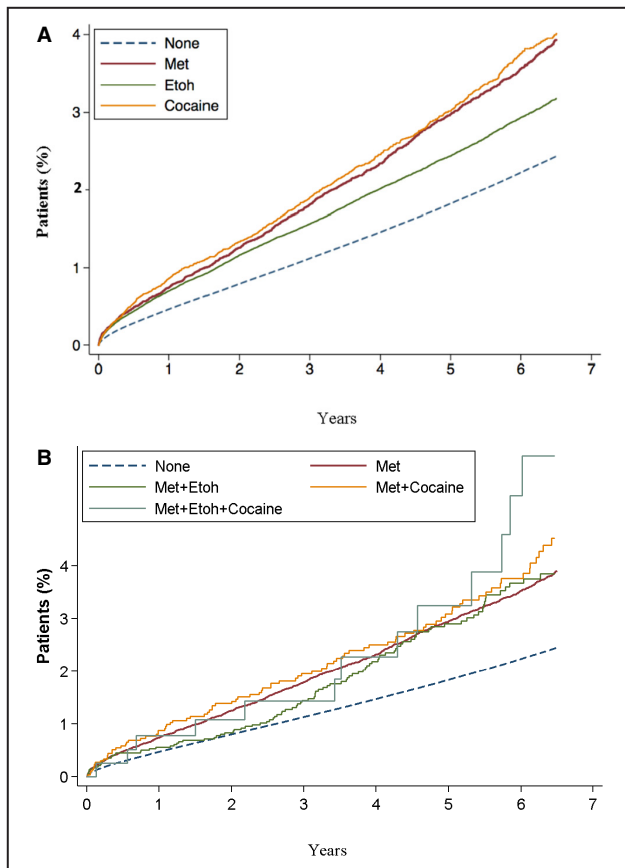 A
None
Met
Etoh
Cocaine
4
3
2
1
0
Patients (%)
0 1 2 3 4 5 6 7
Years
B
None Met
Met+Etoh Met+Cocaine
Met+Etoh+Cocaine
4
3
2
1
0
Patients (%)
0 1 2 3 4 5 6 7
Years